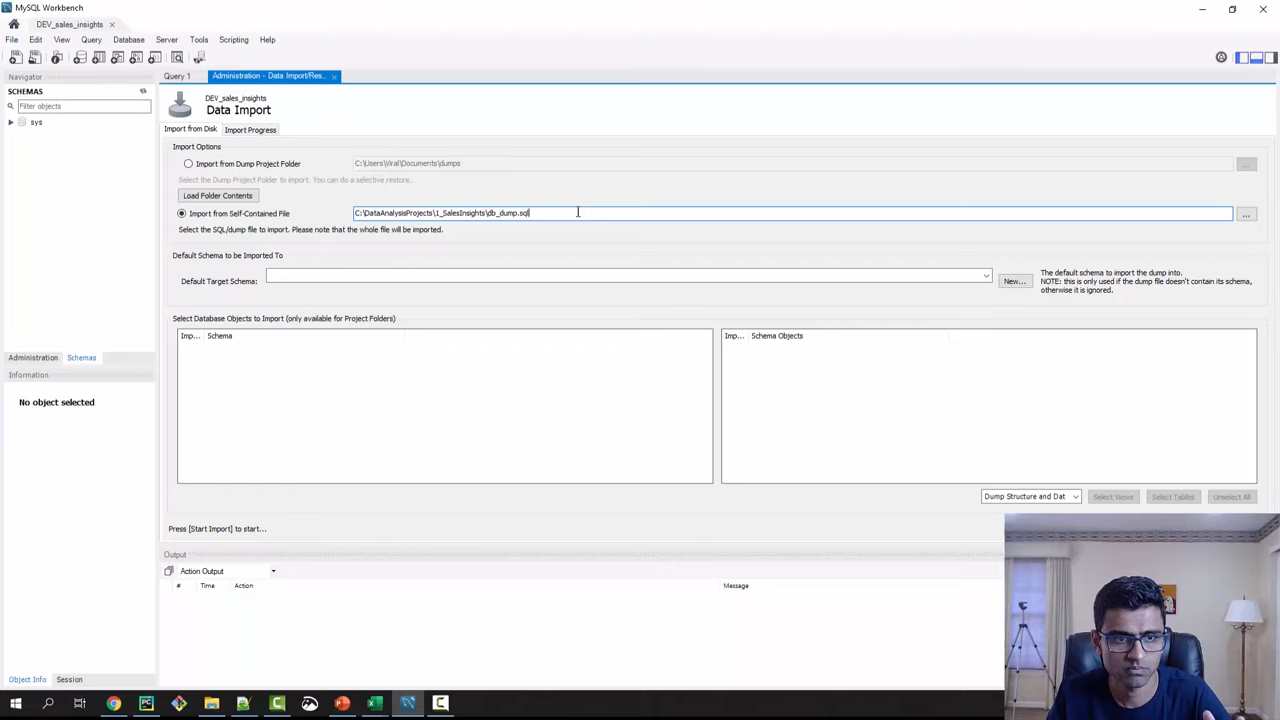 MySQL Workbench
DEV_sales_insights
File Edit View Query Database Server Tools Scripting Help
Navigator
SCHEMAS
Filter objects
sys
Administration Schemas
Information
No object selected
Object Info Session
Query 1 Administration - Data Import/Res...
DEV_sales_insights
Data Import
Import from Disk Import Progress
Import Options
Import from Dump Project Folder C:\Users\Viral\Documents\dumps ...
Select the Dump Project Folder to import. You can do a selective restore.
Load Folder Contents
Import from Self-Contained File C:\DataAnalysisProjects\1_SalesInsights\db_dump.sql ...
Select the SQL/dump file to import. Please note that the whole file will be imported.
Default Schema to be Imported To
Default Target Schema: New... The default schema to import the dump into.
NOTE: this is only used if the dump file doesn't contain its schema,
otherwise it is ignored.
Select Database Objects to Import (only available for Project Folders)
Imp... Schema Imp... Schema Objects
Dump Structure and Dat Select Views Select Tables Unselect All
Press [Start Import] to start...
Output
Action Output
# Time Action Message